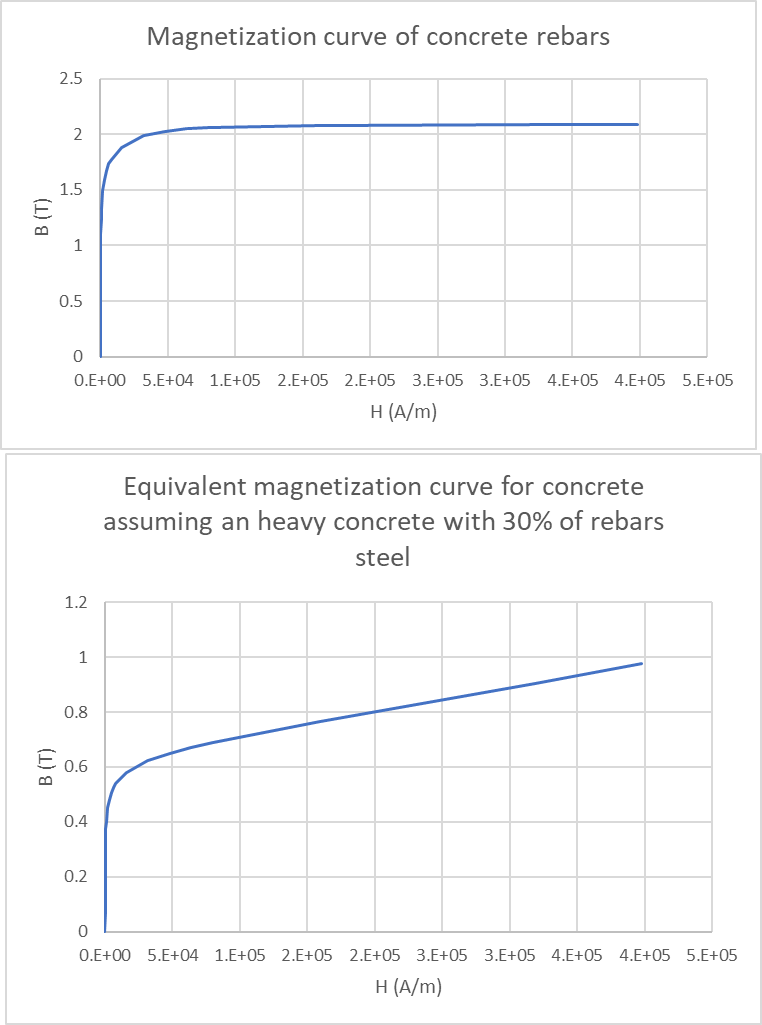 Magnetization curve of concrete rebars
2.5
2
1.5
1
0.5
0
B (T)
0.E+00 5.E+04 1.E+05 2.E+05 2.E+05 3.E+05 3.E+05 4.E+05 4.E+05 5.E+05
H (A/m)
Equivalent magnetization curve for concrete
assuming an heavy concrete with 30% of rebars
steel
1.2
1
0.8
0.6
0.4
0.2
0
B (T)
0.E+00 5.E+04 1.E+05 2.E+05 2.E+05 3.E+05 3.E+05 4.E+05 4.E+05 5.E+05
H (A/m)